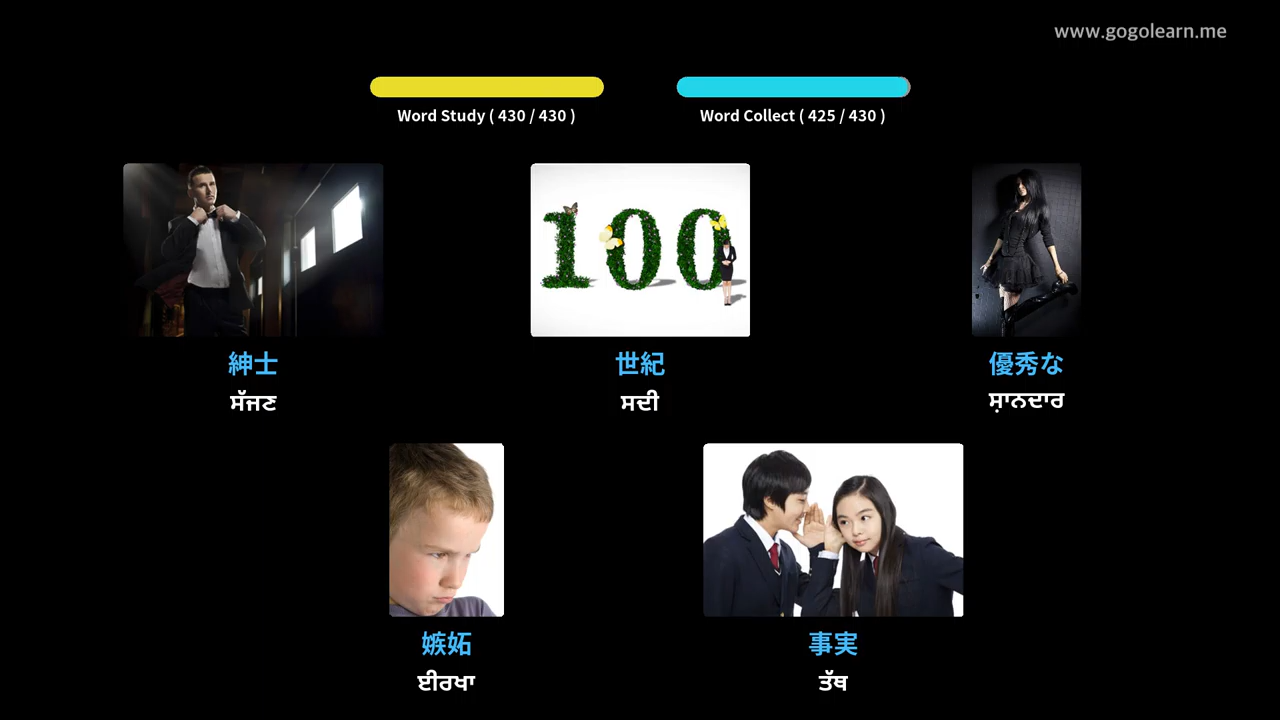 www.gogolearn.me
Word Study ( 430 / 430 )
Word Collect ( 425 / 430 )
100
紳士
ਸੱਜਣ
世紀
ਸਦੀ
優秀な
ਸ਼ਾਨਦਾਰ
嫉妬
ਈਰਖਾ
事実
ਤੱਥ